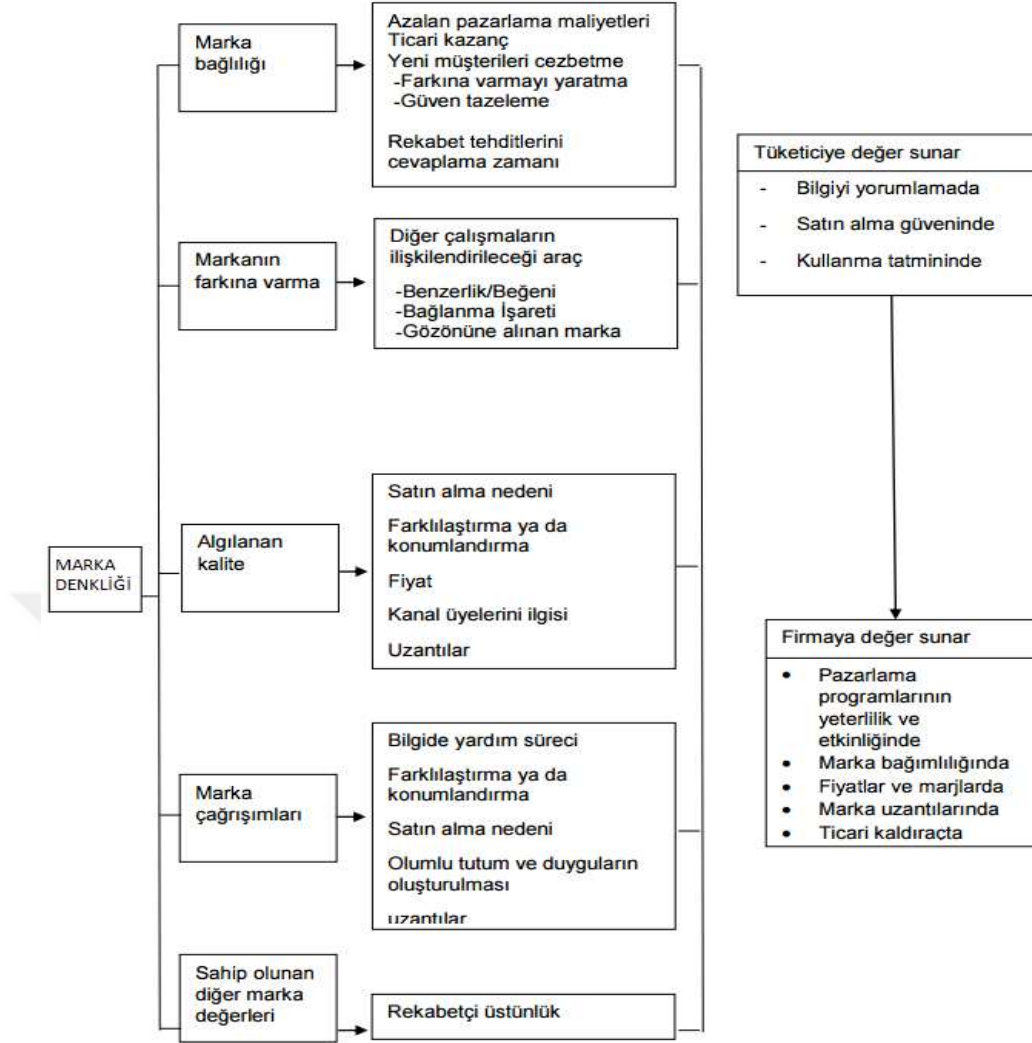 MARKA
DENKLİĞİ
Marka
bağlılığı
Azalan pazarlama maliyetleri
Ticari kazanç
Yeni müşterileri cezbetme
-Farkına varmayı yaratma
-Güven tazeleme
Rekabet tehditlerini
cevaplama zamanı
Markanın
farkına varma
Diğer çalışmaların
ilişkilendirileceği araç
-Benzerlik/Beğeni
-Bağlanma İşareti
-Gözönüne alınan marka
Algılanan
kalite
Satın alma nedeni
Farklılaştırma ya da
konumlandırma
Fiyat
Kanal üyelerini ilgisi
Uzantılar
Marka
çağrışımları
Bilgide yardım süreci
Farklılaştırma ya da
konumlandırma
Satın alma nedeni
Olumlu tutum ve duyguların
oluşturulması
uzantılar
Sahip olunan
diğer marka
değerleri
Rekabetçi üstünlük
Tüketiciye değer sunar
- Bilgiyi yorumlamada
- Satın alma güveninde
- Kullanma tatmininde
Firmaya değer sunar
• Pazarlama
programlarının
yeterlilik ve
etkinliğinde
• Marka bağımlılığında
• Fiyatlar ve marjlarda
• Marka uzantılarında
• Ticari kaldıraçta